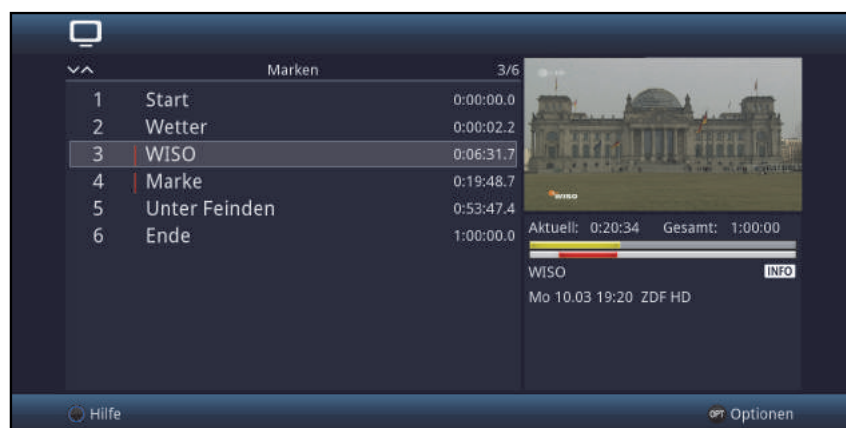 Marken 3/6
1 Start 0:00:00.0
2 Wetter 0:00:02.2
3 WISO 0:06:31.7
4 Marke 0:19:48.7
5 Unter Feinden 0:53:47.4
6 Ende 1:00:00.0
WISO
Aktuell: 0:20:34 Gesamt: 1:00:00
WISO INFO
Mo 10.03 19:20 ZDF HD
Hilfe OPT Optionen